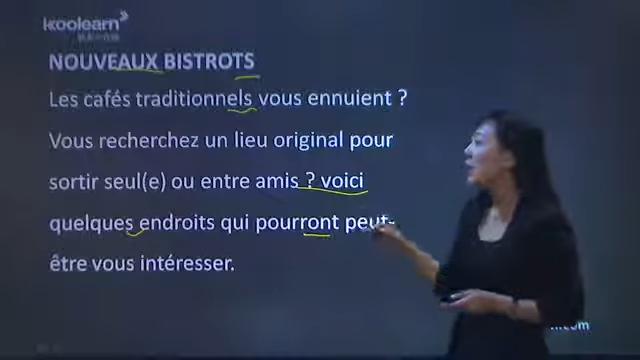 koolearn
NOUVEAUX BISTROTS
Les cafés traditionnels vous ennuient ?
Vous recherchez un lieu original pour
sortir seul(e) ou entre amis ? voici
quelques endroits qui pourront peut-
être vous intéresser.